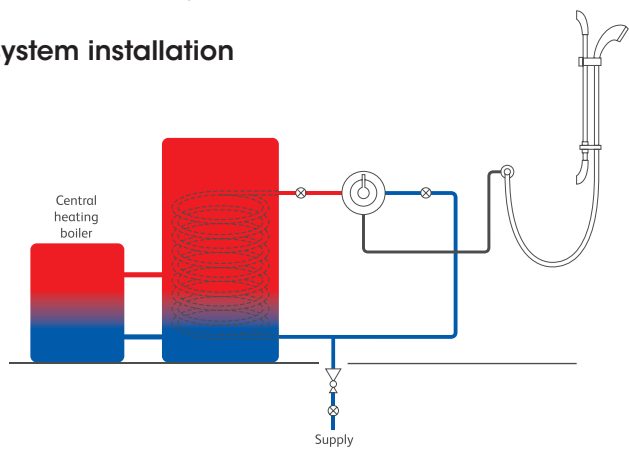 ystem installation
Central
heating
boiler
Supply